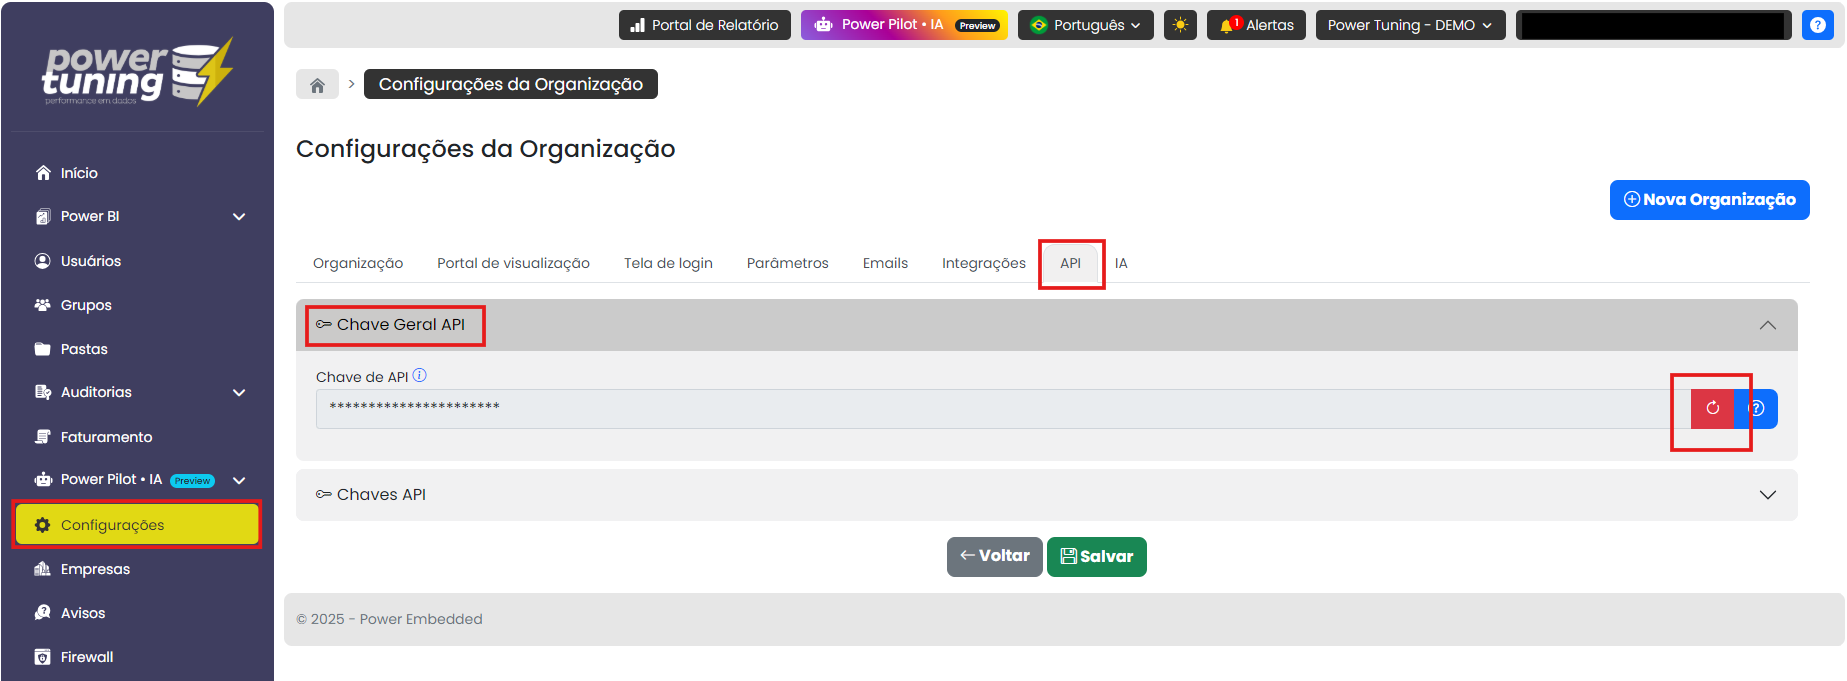 power
tuning
performance em dados
Portal de Relatório
Power Pilot • IA Preview
Português
1 Alertas
Power Tuning - DEMO
?
> Configurações da Organização
Configurações da Organização
Nova Organização
Início
Power BI
Usuários
Grupos
Pastas
Auditorias
Faturamento
Power Pilot • IA Preview
Configurações
Empresas
Avisos
Firewall
Organização
Portal de visualização
Tela de login
Parâmetros
Emails
Integrações
API
IA
Chave Geral API
Chave de API
**********************
?
Chaves API
Voltar
Salvar
© 2025 - Power Embedded